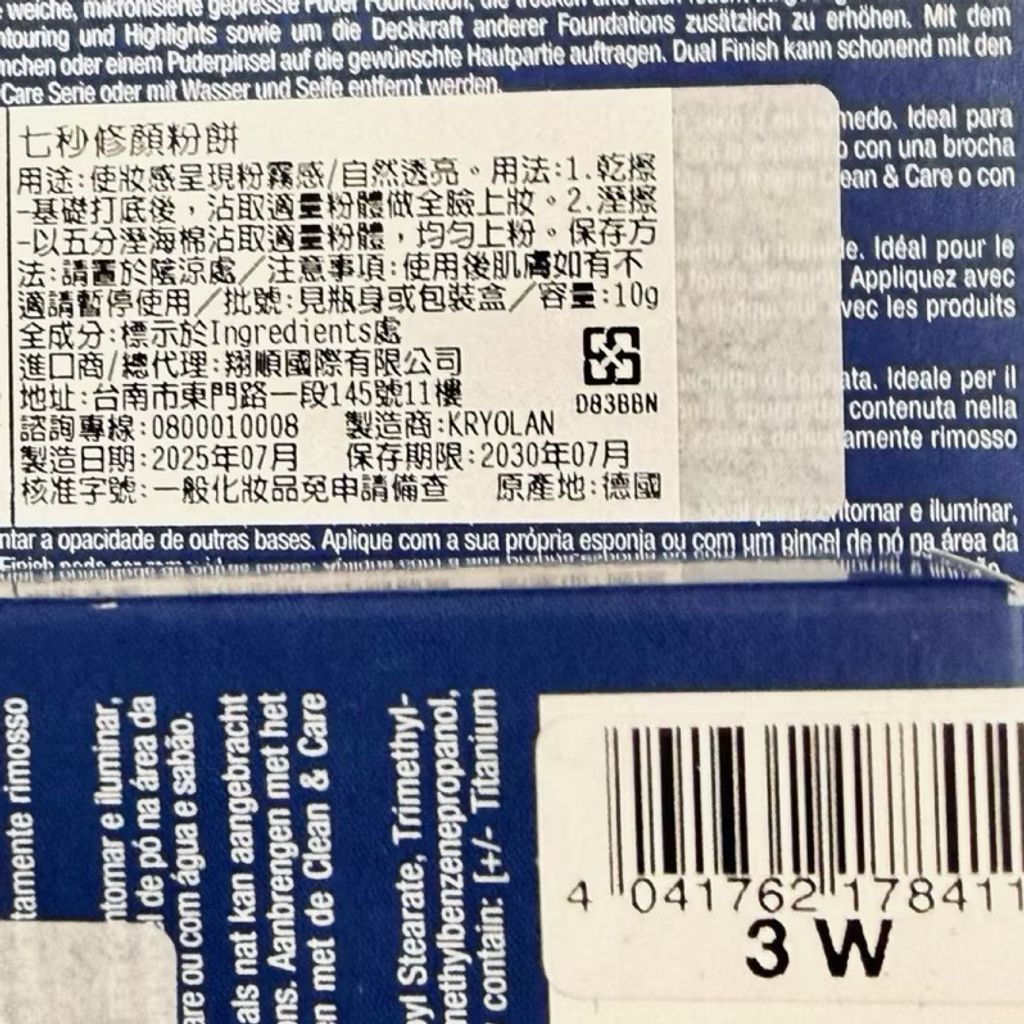 weiche, mikronisierte gepresste Puder Foundation, die trocken und auch
ntouring und Highlights sowie um die Deckkraft anderer Foundations zusätzlich zu erhöhen. Mit dem
mchen oder einem Puderpinsel auf die gewünschte Hautpartie auftragen. Dual Finish kann schonend mit den
Care Serie oder mit Wasser und Seife entfernt werden.
七秒修顏粉餅
用途:使妝感呈現粉霧感/自然透亮。用法:1.乾擦
-基礎打底後，沾取適量粉體做全臉上妝。2.溼擦
-以五分溼海棉沾取適量粉體，均勻上粉。保存方
法:請置於陰涼處/注意事項:使用後肌膚如有不
適請暫停使用/批號:見瓶身或包裝盒/容量:10g
全成分:標示於Ingredients處
進口商/總代理:翔順國際有限公司
地址:台南市東門路一段145號11樓
諮詢專線:0800010008 製造商:KRYOLAN
製造日期:2025年07月 保存期限:2030年07月
核准字號:一般化妝品免申請備查 原產地:德國
D83BBN
medo. Ideal para
o con una brocha
ean & Care o con
de. Idéal pour le
Appliquez avec
vec les produits
ata. Ideale per il
contenuta nella
amente rimosso
ntornar e iluminar,
ntar a opacidade de outras bases. Aplique com a sua própria esponja ou com um pincel de pó na área da
tamente rimosso
ntornar e iluminar,
l de pó na área da
are ou com água e sabão.
als nat kan aangebracht
ons. Aanbrengen met het
en met de Clean & Care
yl Stearate, Trimethyl-
methylbenzenepropanol,
contain: [+/- Titanium
4 041762 178411
3 W